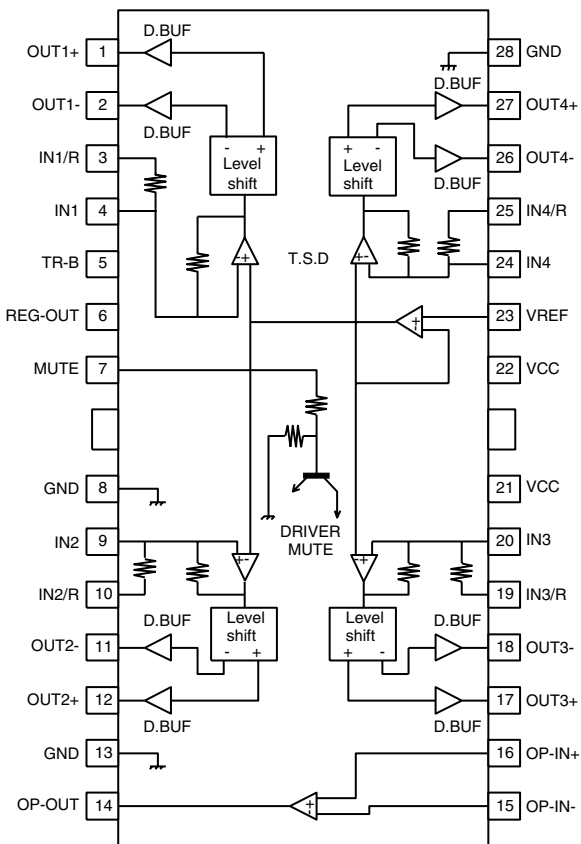 D.BUF
OUT1+ 1
28 GND
D.BUF
OUT1- 2
27 OUT4+
D.BUF
IN1/R 3
- +
Level
shift
+ -
Level
shift
26 OUT4-
D.BUF
IN1 4
25 IN4/R
TR-B 5
-+
T.S.D
+-
24 IN4
REG-OUT 6
+-
23 VREF
MUTE 7
22 VCC
GND 8
21 VCC
DRIVER
MUTE
IN2 9
+-
-+
20 IN3
IN2/R 10
19 IN3/R
D.BUF
Level
shift
- +
Level
shift
+ -
D.BUF
OUT2- 11
18 OUT3-
OUT2+ 12
17 OUT3+
D.BUF
D.BUF
GND 13
16 OP-IN+
OP-OUT 14
+-
15 OP-IN-